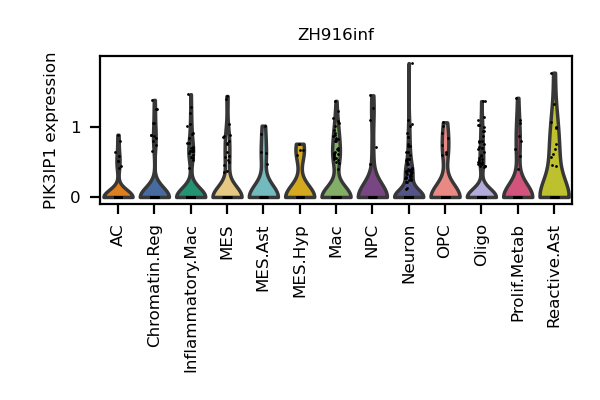 ZH916inf
PIK3IP1 expression
1
0
AC
Chromatin.Reg
Inflammatory.Mac
MES
MES.Ast
MES.Hyp
Mac
NPC
Neuron
OPC
Oligo
Prolif.Metab
Reactive.Ast